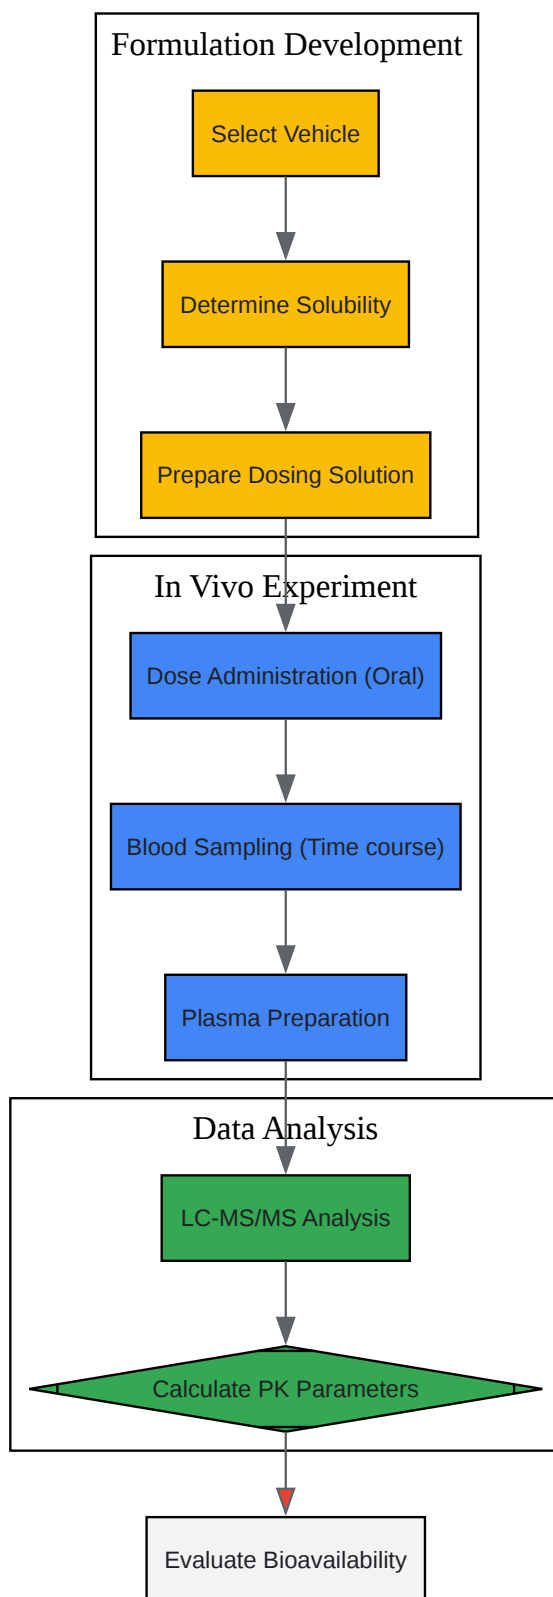 Formulation Development
Select Vehicle
Determine Solubility
Prepare Dosing Solution
In Vivo Experiment
Dose Administration (Oral)
Blood Sampling (Time course)
Plasma Preparation
Data Analysis
LC-MS/MS Analysis
Calculate PK Parameters
Evaluate Bioavailability